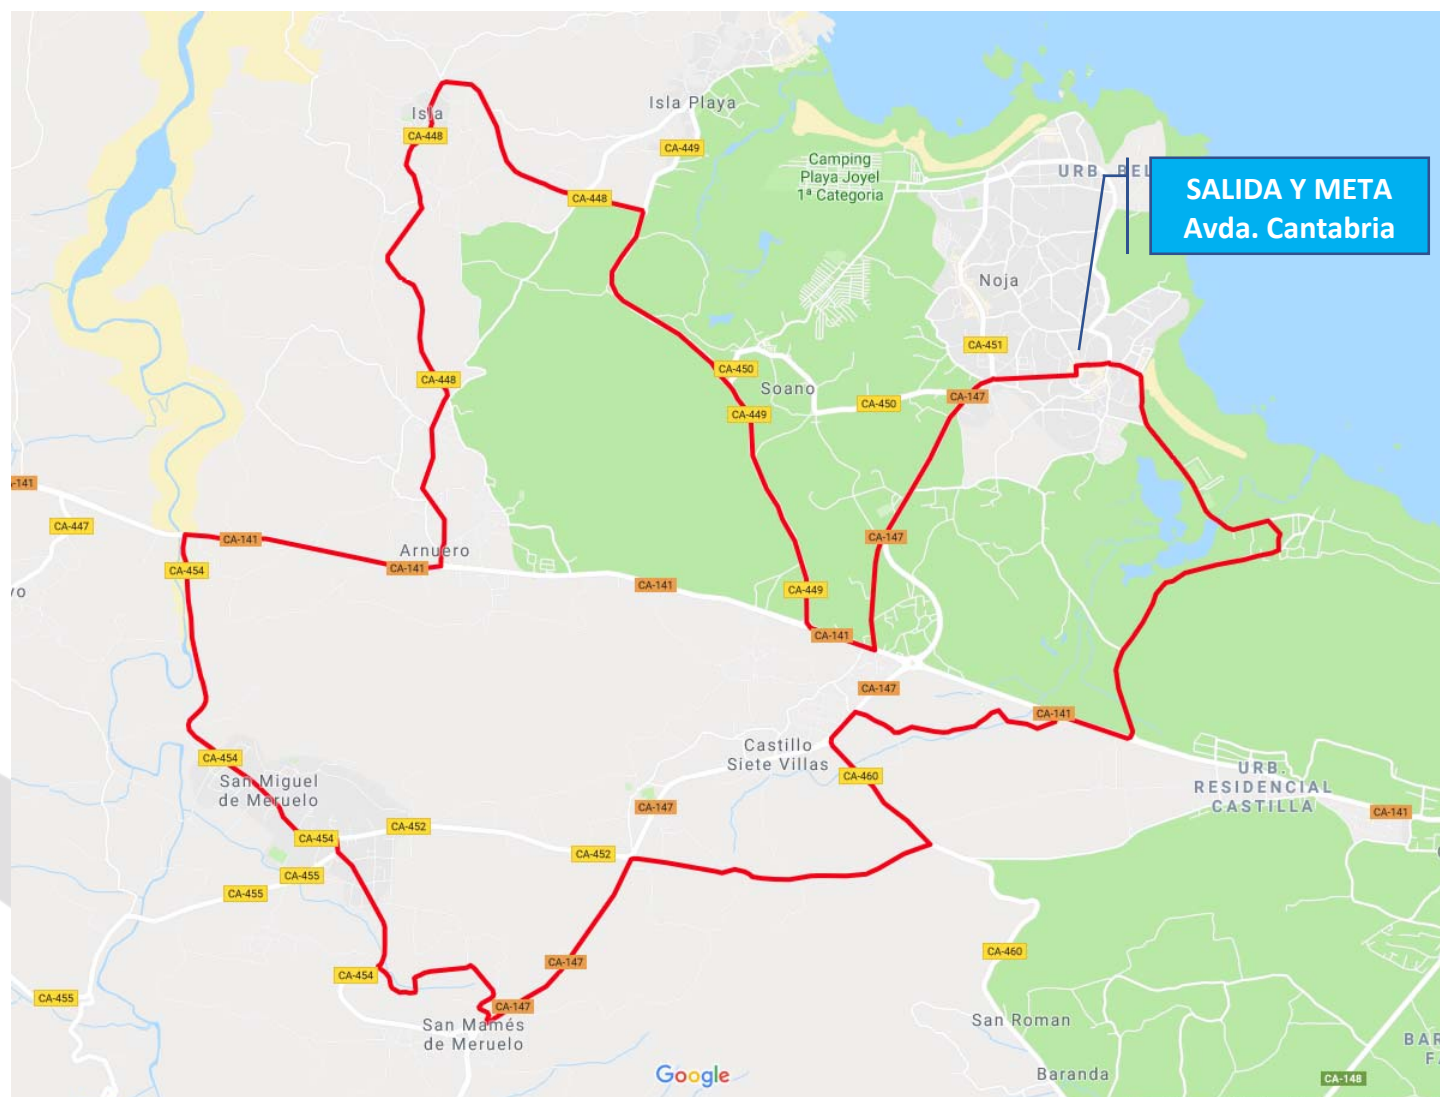 Isla Playa
Isla
CA-448
CA-449
Camping
Playa Joyel
1ª Categoria
URB. BEL
SALIDA Y META
Avda. Cantabria
CA-448
Noja
CA-451
CA-450
CA-448
Soano
CA-147
CA-450
CA-449
-141
CA-447
CA-141
CA-147
Arnuero
CA-454
CA-141
CA-141
CA-449
yo
CA-141
CA-147
CA-141
Castillo
Siete Villas
CA-454
San Miguel
de Meruelo
CA-460
URB.
RESIDENCIAL
CASTILLA
CA-147
CA-141
CA-452
CA-454
CA-452
CA-455
CA-455
CA-460
CA-147
CA-454
CA-455
CA-147
San Mamés
de Meruelo
San Roman
BAR
F
Google
Baranda
CA-148